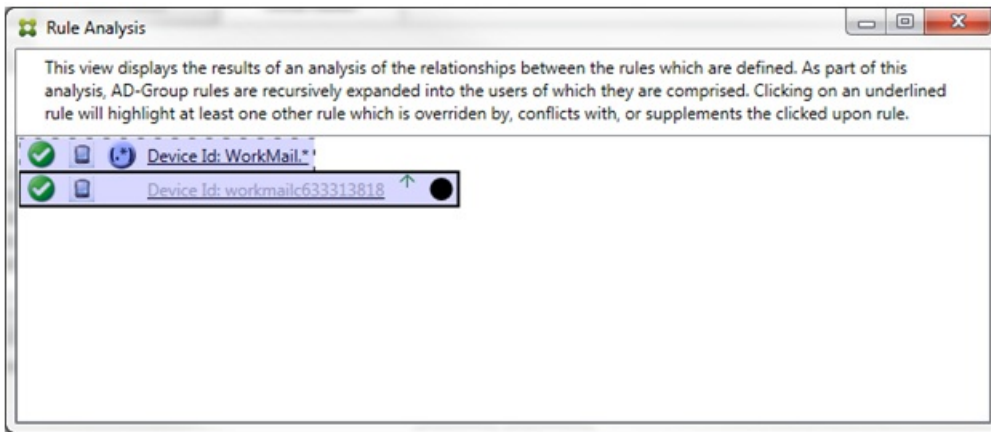 Rule Analysis
This view displays the results of an analysis of the relationships between the rules which are defined. As part of this
analysis, AD-Group rules are recursively expanded into the users of which they are comprised. Clicking on an underlined
rule will highlight at least one other rule which is overriden by, conflicts with, or supplements the clicked upon rule.
(.*) Device Id: WorkMail.*
Device Id: workmailc633313818